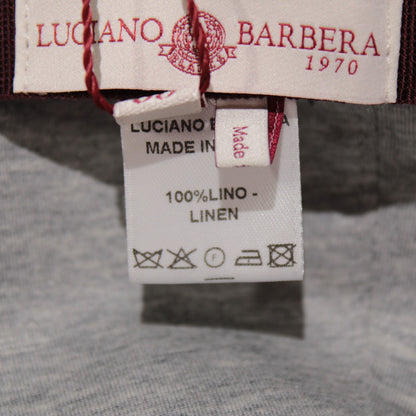 LUCIANO BARBERA
1970
Made
LUCIANO B
MADE IN
100%LINO-
LINEN
F